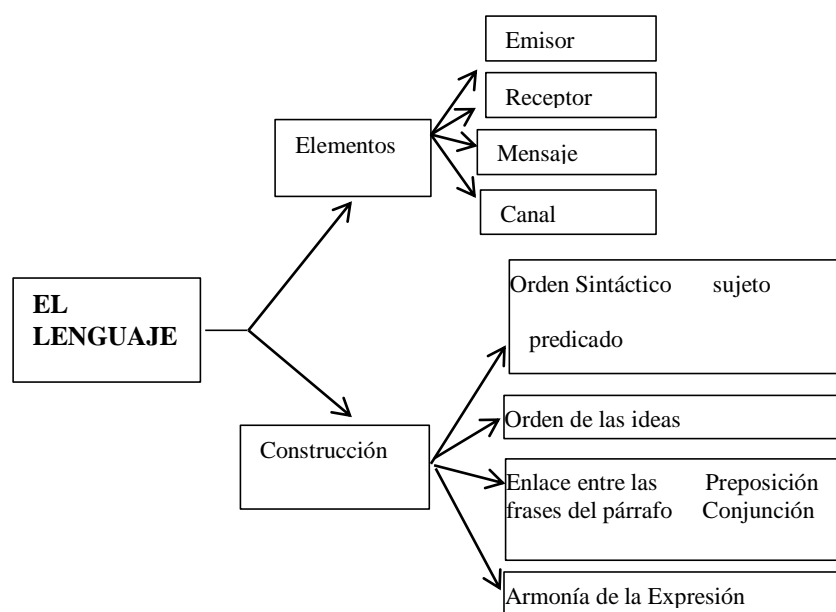 EL
LENGUAJE
Elementos
Emisor
Receptor
Mensaje
Canal
Construcción
Orden Sintáctico sujeto
predicado
Orden de las ideas
Enlace entre las Preposición
frases del párrafo Conjunción
Armonía de la Expresión